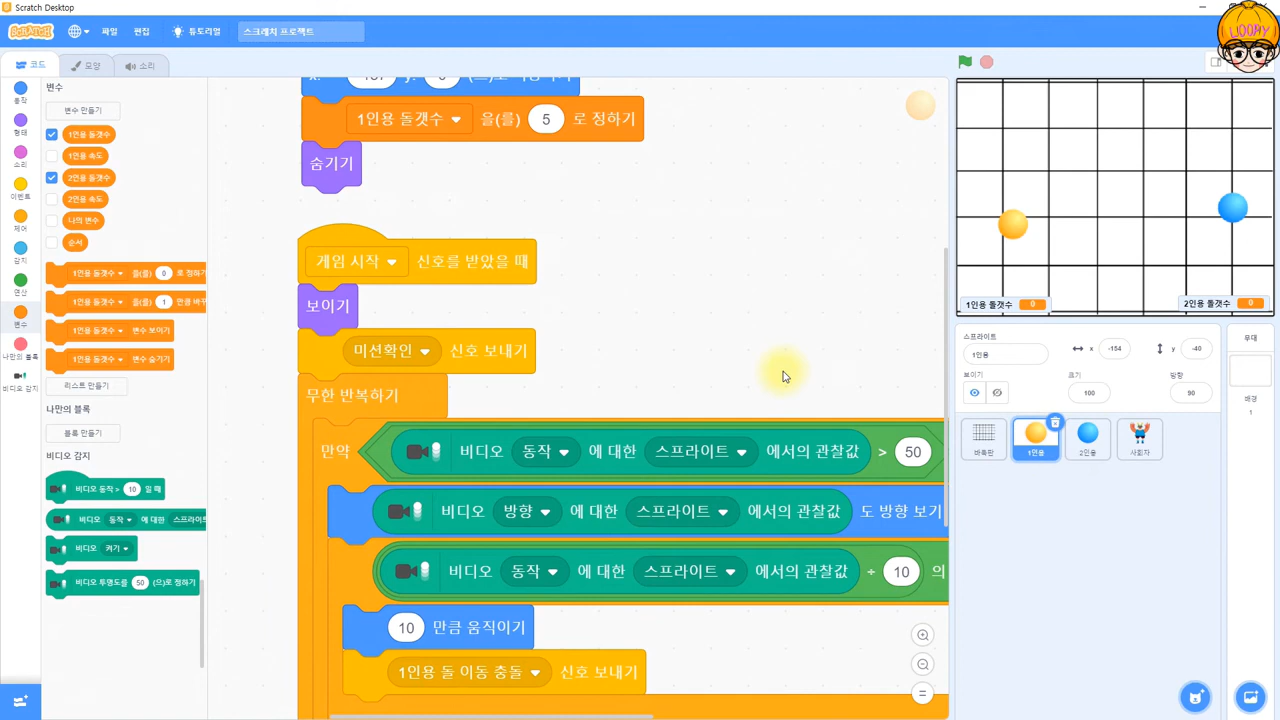 Scratch Desktop
SCRATCH 파일 편집 튜토리얼 스크래치 프로젝트
LOOPY
코드 모양 소리
동작
형태
소리
이벤트
제어
감지
연산
변수
나만의 블록
비디오 감지
변수
변수 만들기
1인용 돌갯수
1인용 속도
2인용 돌갯수
2인용 속도
나의 변수
순서
1인용 돌갯수 을(를) 0 로 정하기
1인용 돌갯수 을(를) 1 만큼 바꾸
1인용 돌갯수 변수 보이기
1인용 돌갯수 변수 숨기기
리스트 만들기
나만의 블록
블록 만들기
비디오 감지
비디오 동작 > 10 일 때
비디오 동작 에 대한 스프라이트
비디오 켜기
비디오 투명도를 50 (으)로 정하기
1인용 돌갯수 을(를) 5 로 정하기
숨기기
게임 시작 신호를 받았을 때
보이기
미션확인 신호 보내기
무한 반복하기
만약 비디오 동작 에 대한 스프라이트 에서의 관찰값 > 50
비디오 방향 에 대한 스프라이트 에서의 관찰값 도 방향 보기
비디오 동작 에 대한 스프라이트 에서의 관찰값 ÷ 10 의
10 만큼 움직이기
1인용 돌 이동 충돌 신호 보내기
1인용 돌갯수 0
2인용 돌갯수 0
스프라이트
1인용 x -154 y -40
보이기 크기 방향
100 90
바둑판 1인용 2인용 사회자
무대
배경
1